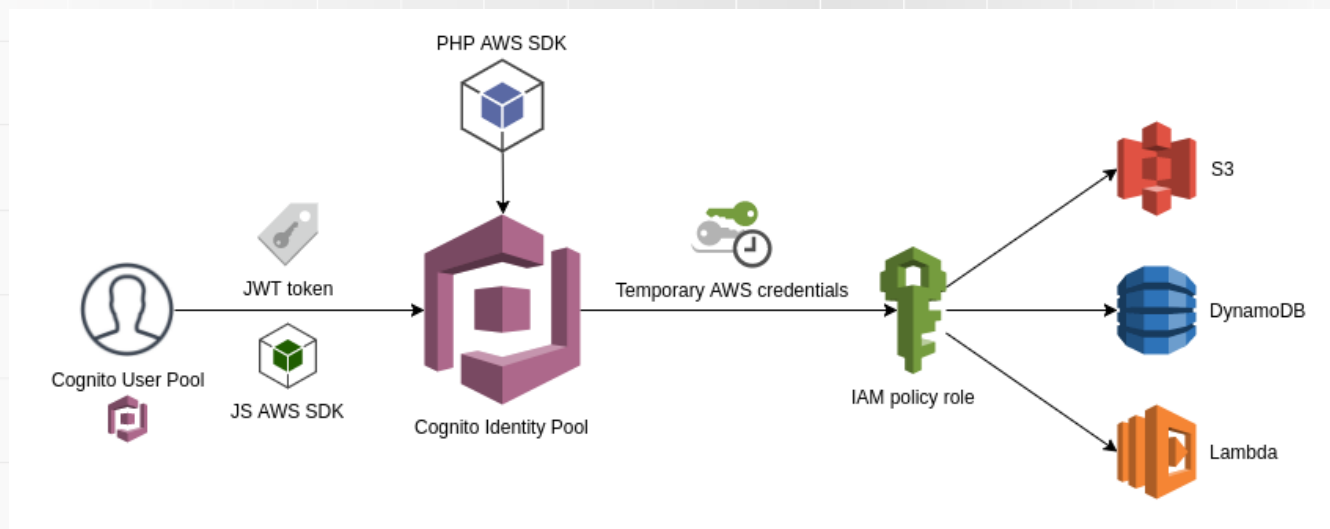 PHP AWS SDK
JWT token
JS AWS SDK
Cognito User Pool
Cognito Identity Pool
Temporary AWS credentials
IAM policy role
S3
DynamoDB
Lambda